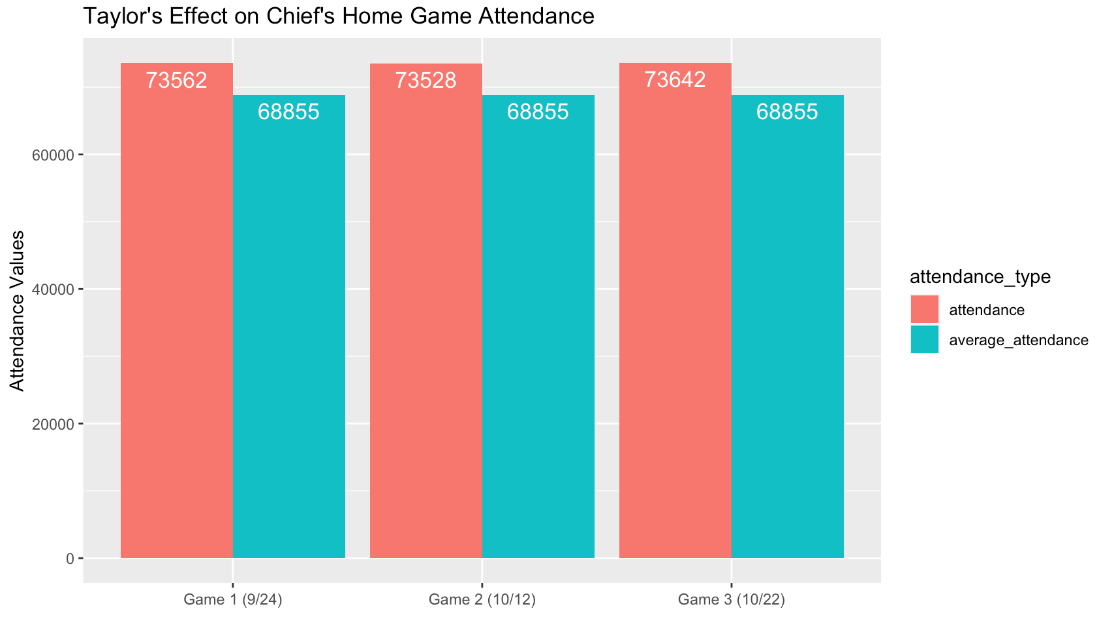 Taylor's Effect on Chief's Home Game Attendance
73562
68855
73528
68855
73642
68855
60000
40000
20000
0
Attendance Values
Game 1 (9/24)
Game 2 (10/12)
Game 3 (10/22)
attendance_type
attendance
average_attendance